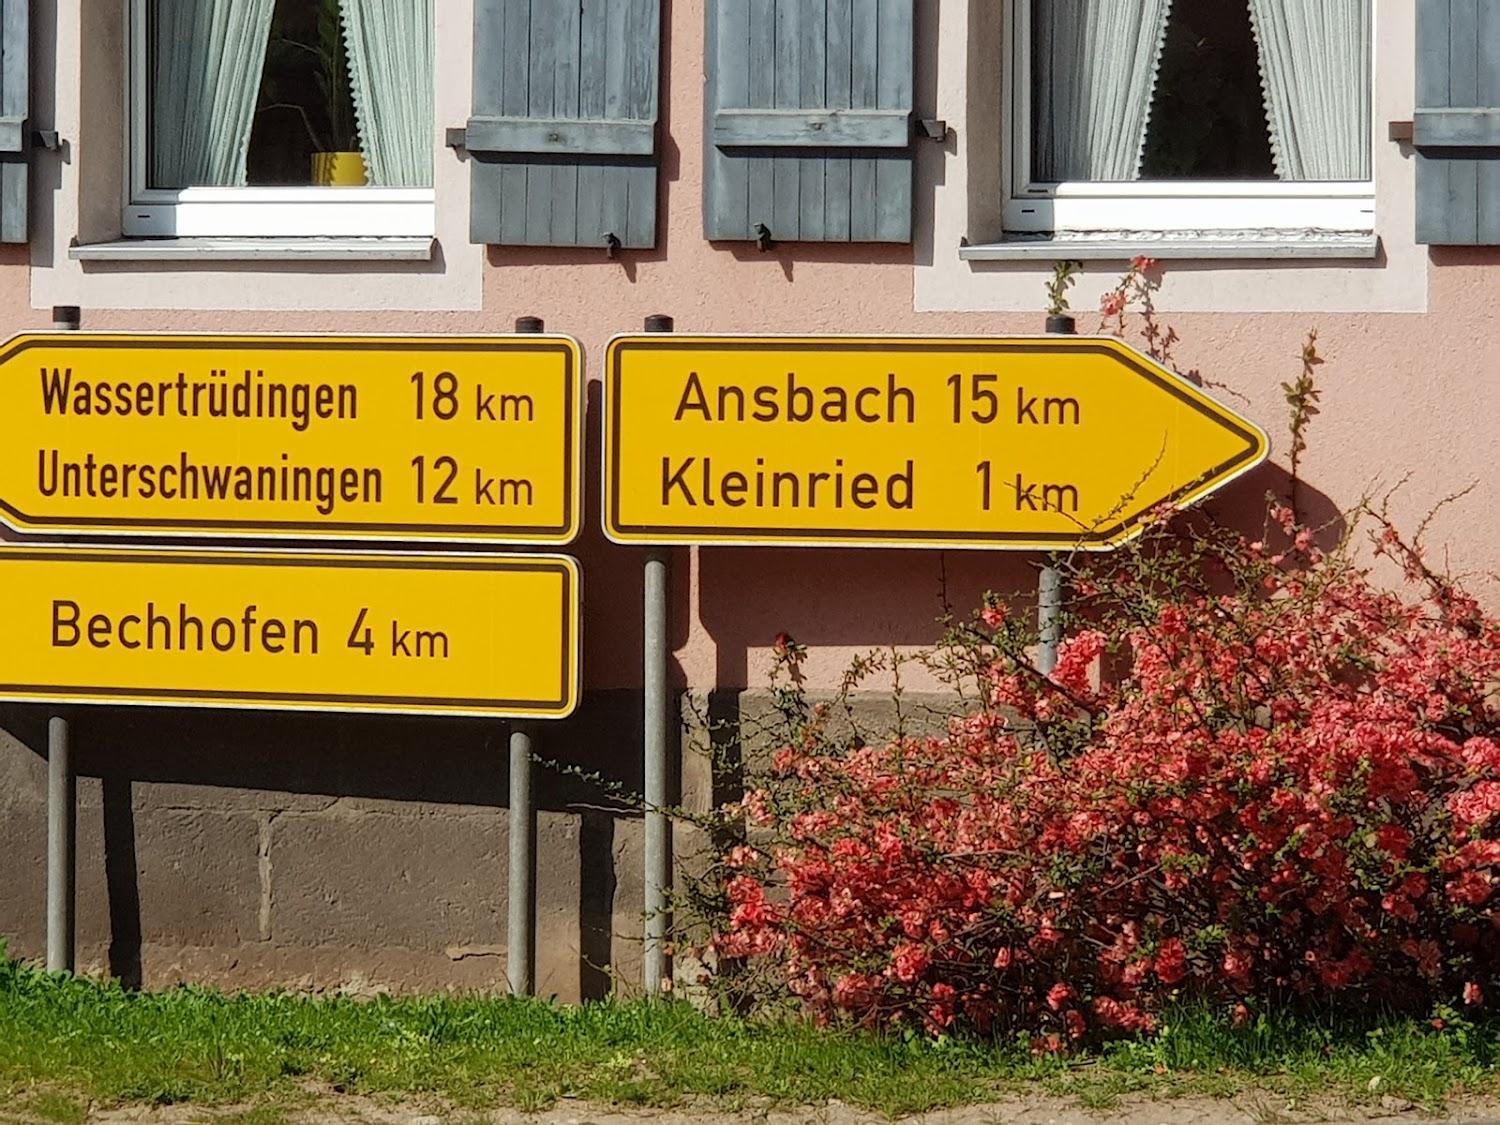 Wassertrüdingen 18 km
Unterschwaningen 12 km
Bechhofen 4 km
Ansbach 15 km
Kleinried 1 km